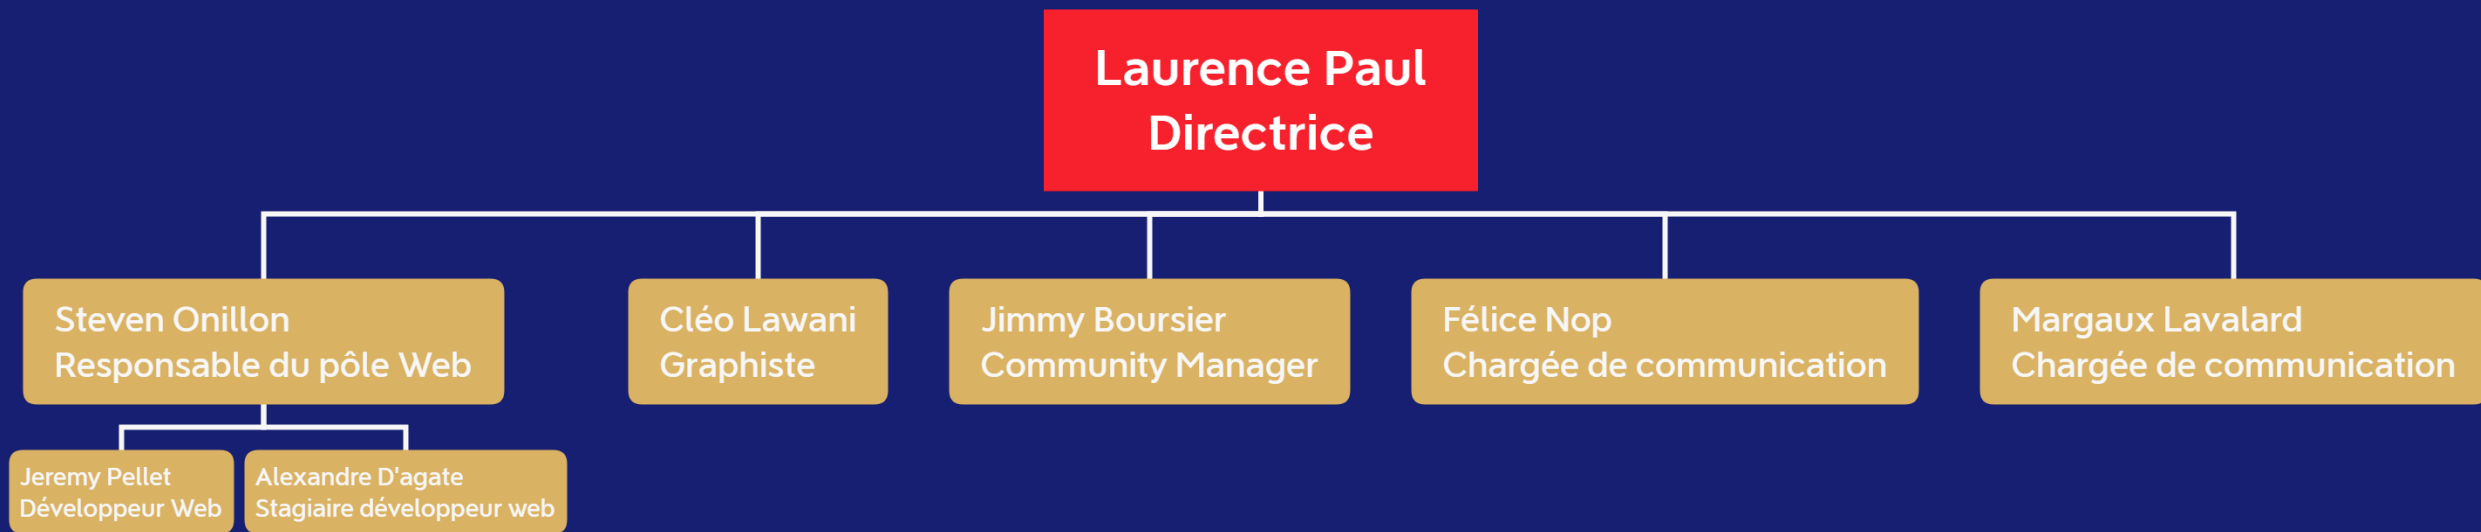 Laurence Paul
Directrice
Steven Onillon
Responsable du pôle Web
Cléo Lawani
Graphiste
Jimmy Boursier
Community Manager
Félice Nop
Chargée de communication
Margaux Lavalard
Chargée de communication
Jeremy Pellet
Développeur Web
Alexandre D'agate
Stagiaire développeur web